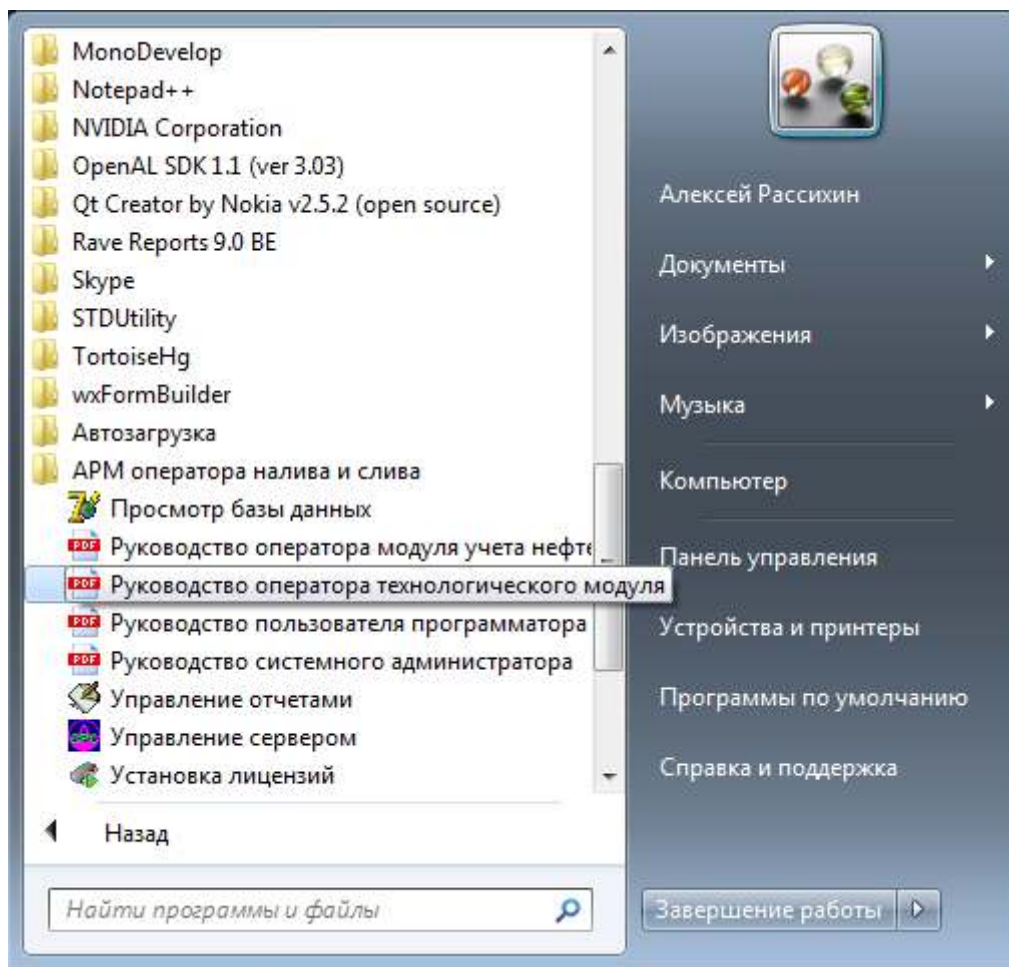 MonoDevelop
Notepad++
NVIDIA Corporation
OpenAL SDK 1.1 (ver 3.03)
Qt Creator by Nokia v2.5.2 (open source)
Rave Reports 9.0 BE
Skype
STDUtility
TortoiseHg
wxFormBuilder
Автозагрузка
АРМ оператора налива и слива
Просмотр базы данных
Руководство оператора модуля учета нефте
Руководство оператора технологического модуля
Руководство пользователя программатора
Руководство системного администратора
Управление отчетами
Управление сервером
Установка лицензий
Назад
Найти программы и файлы
Алексей Рассихин
Документы
Изображения
Музыка
Компьютер
Панель управления
Устройства и принтеры
Программы по умолчанию
Справка и поддержка
Завершение работы